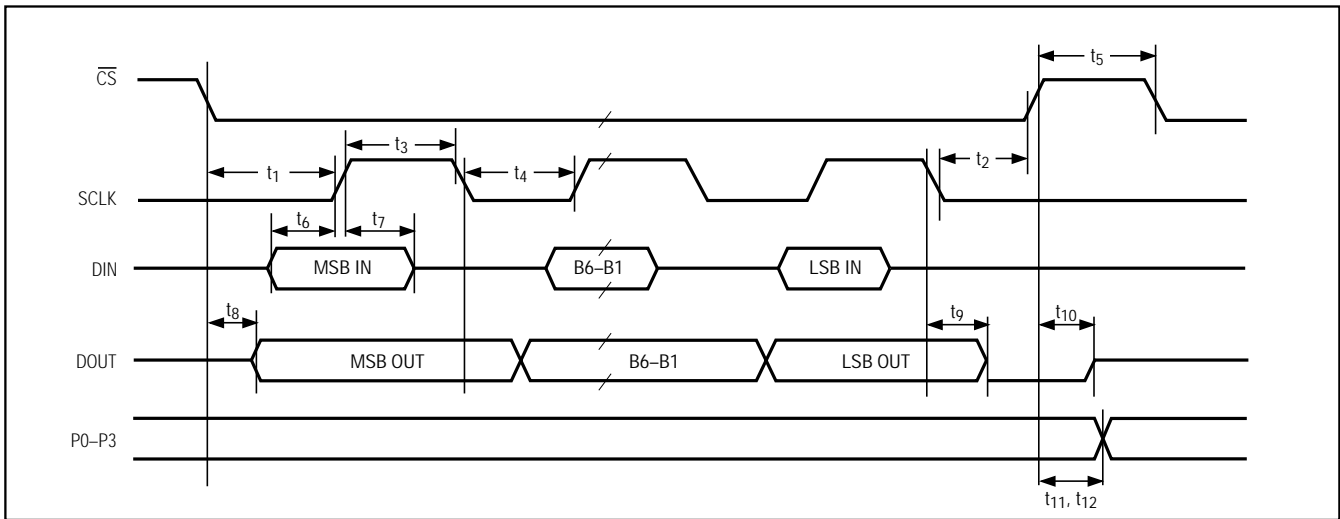 t5
CS
t3
t2
t1
t4
SCLK
t6
t7
DIN
MSB IN
B6–B1
LSB IN
t8
t9
t10
DOUT
MSB OUT
B6–B1
LSB OUT
P0–P3
t11, t12